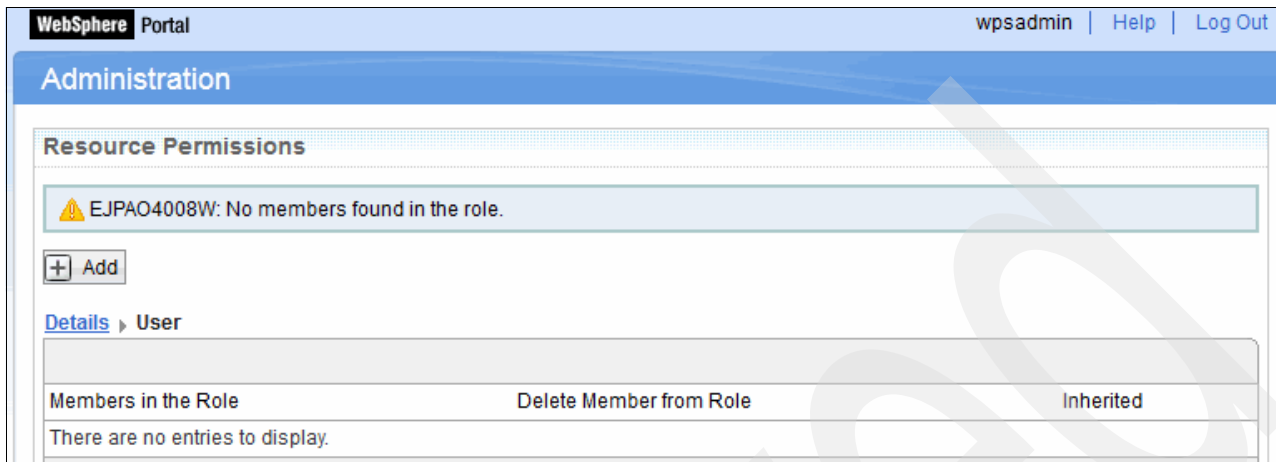 WebSphere Portal wpsadmin | Help | Log Out
Administration
Resource Permissions
EJPAO4008W: No members found in the role.
Add
Details User
Members in the Role Delete Member from Role Inherited
There are no entries to display.